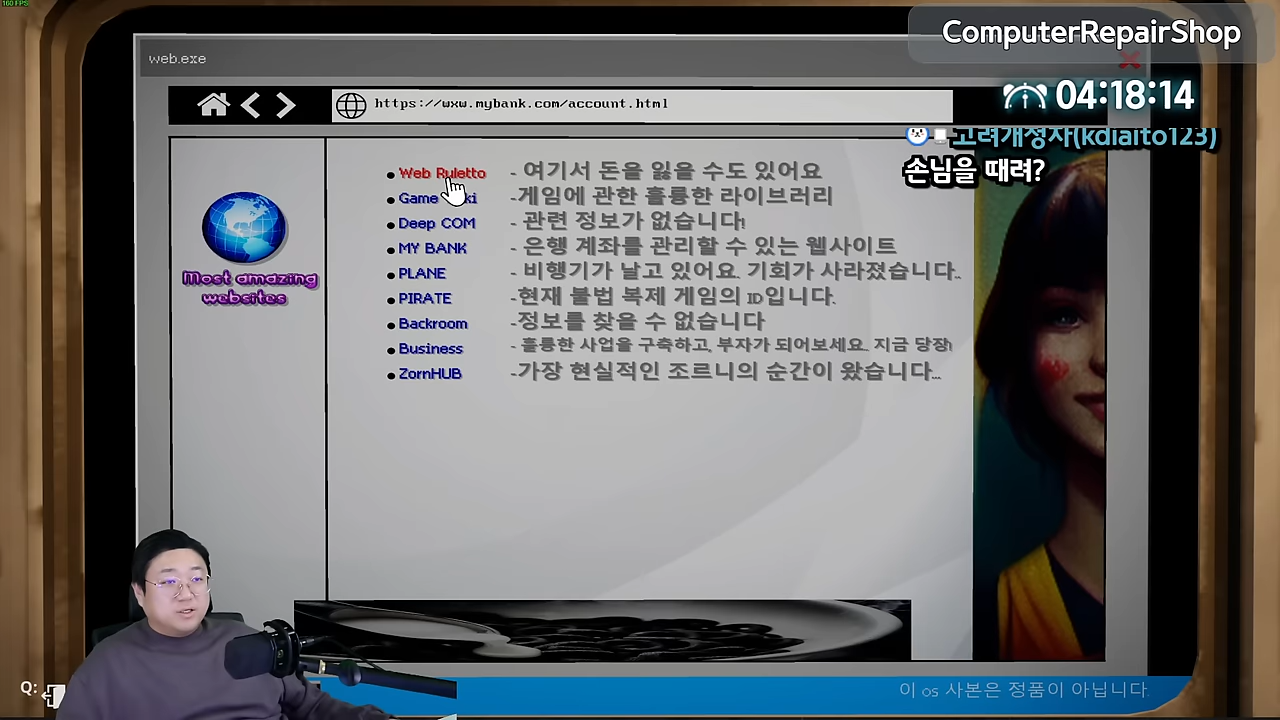 160 FPS
ComputerRepairShop
web.exe
https://wxw.mybank.com/account.html
04:18:14
고려개청자(kdlalto123)
손님을 때려?
Most amazing
websites
Web Ruletto - 여기서 돈을 잃을 수도 있어요
Game -게임에 관한 훌륭한 라이브러리
Deep COM - 관련 정보가 없습니다!
MY BANK - 은행 계좌를 관리할 수 있는 웹사이트
PLANE - 비행기가 날고 있어요. 기회가 사라졌습니다..
PIRATE -현재 불법 복제 게임의 ID입니다.
Backroom -정보를 찾을 수 없습니다
Business - 훌륭한 사업을 구축하고, 부자가 되어보세요. 지금 당장!
ZornHUB -가장 현실적인 조르니의 순간이 왔습니다...
Q:
이 os 사본은 정품이 아닙니다.